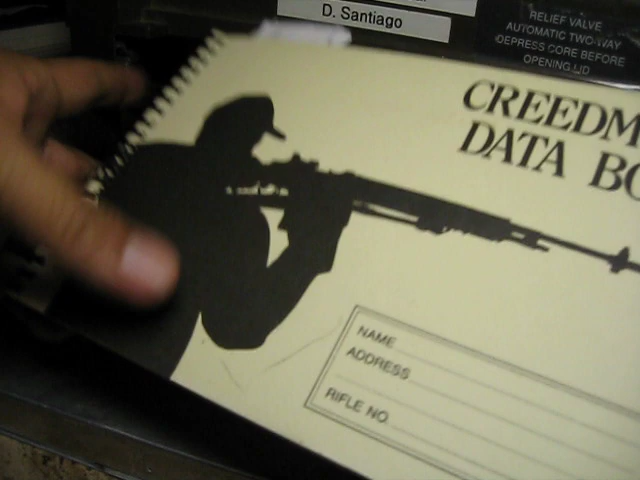 D. Santiago
RELIEF VALVE
AUTOMATIC TWO-WAY
DEPRESS CORE BEFORE
OPENING LID
CREEDM
DATA BO
NAME
ADDRESS
RIFLE NO.